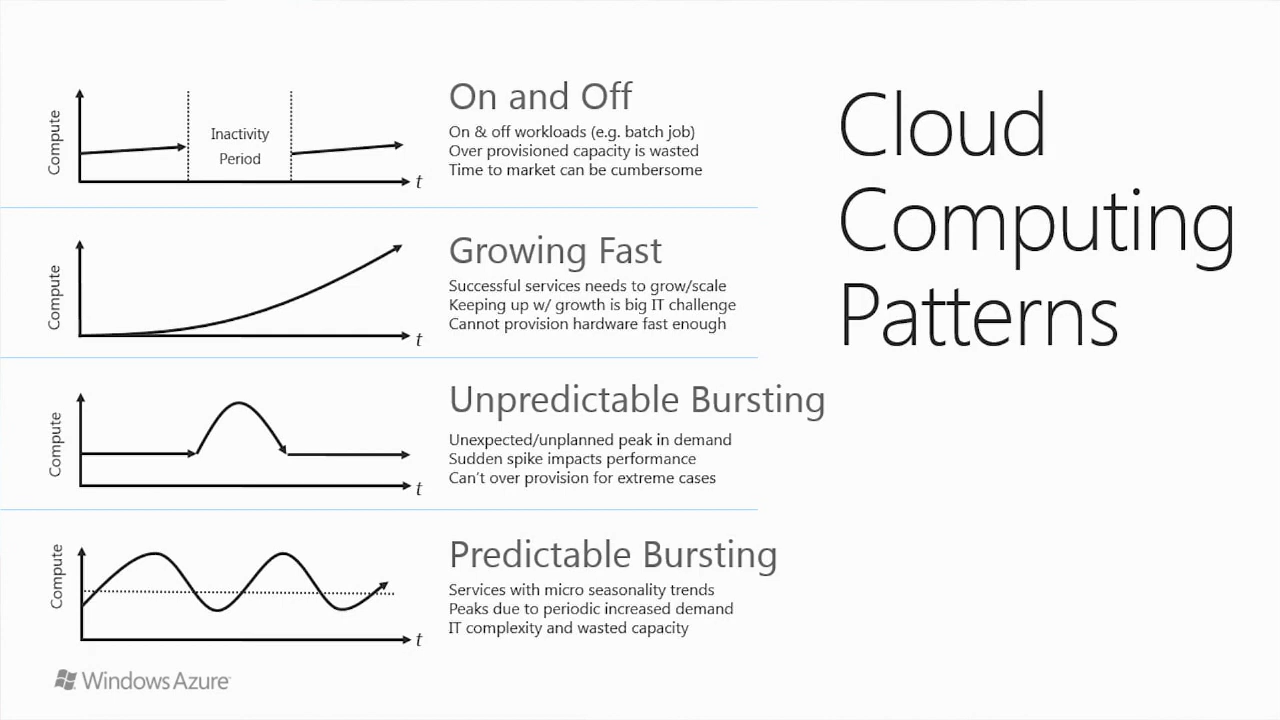 Cloud
Computing
Patterns
On and Off
On & off workloads (e.g. batch job)
Over provisioned capacity is wasted
Time to market can be cumbersome
Compute
Inactivity
Period
t
Growing Fast
Successful services needs to grow/scale
Keeping up w/ growth is big IT challenge
Cannot provision hardware fast enough
Compute
t
Unpredictable Bursting
Unexpected/unplanned peak in demand
Sudden spike impacts performance
Can't over provision for extreme cases
Compute
t
Predictable Bursting
Services with micro seasonality trends
Peaks due to periodic increased demand
IT complexity and wasted capacity
Compute
t
Windows Azure